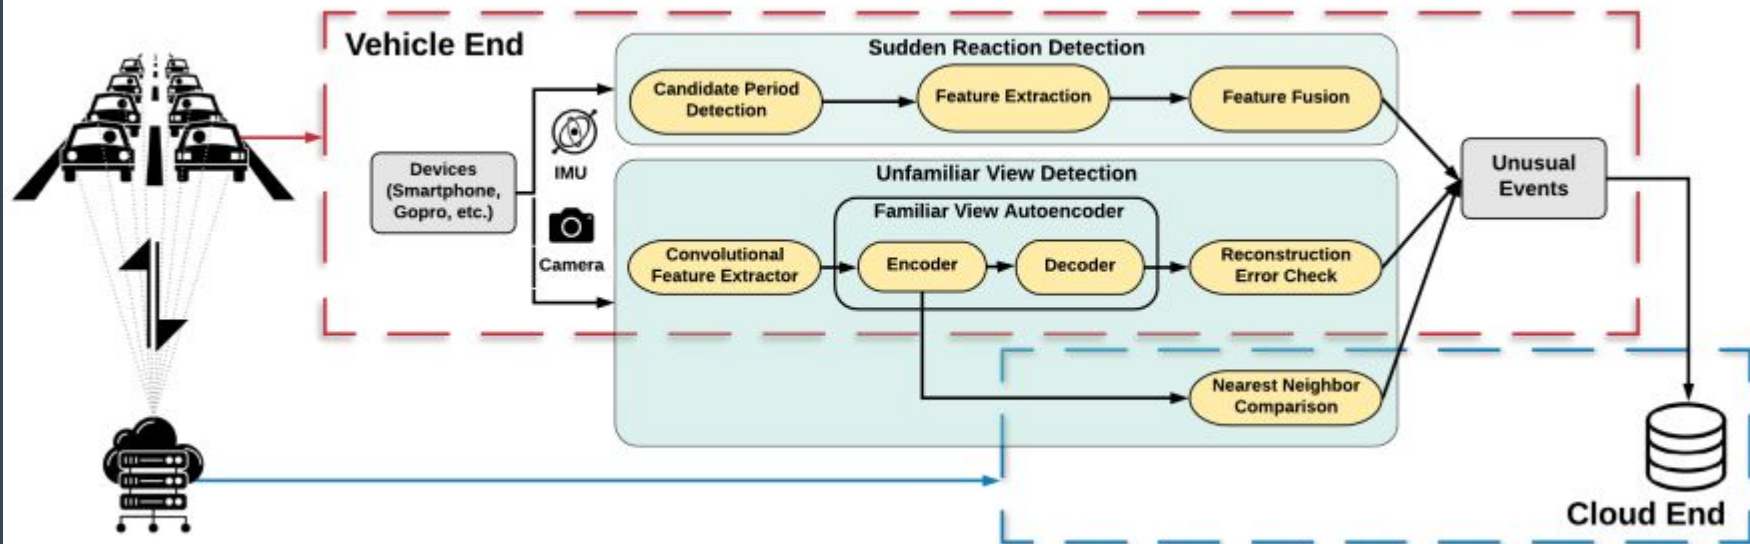 Vehicle End
Sudden Reaction Detection
Candidate Period
Detection
Feature Extraction
Feature Fusion
Devices
(Smartphone,
Gopro, etc.)
IMU
Camera
Unfamiliar View Detection
Familiar View Autoencoder
Convolutional
Feature Extractor
Encoder
Decoder
Reconstruction
Error Check
Nearest Neighbor
Comparison
Unusual
Events
Cloud End